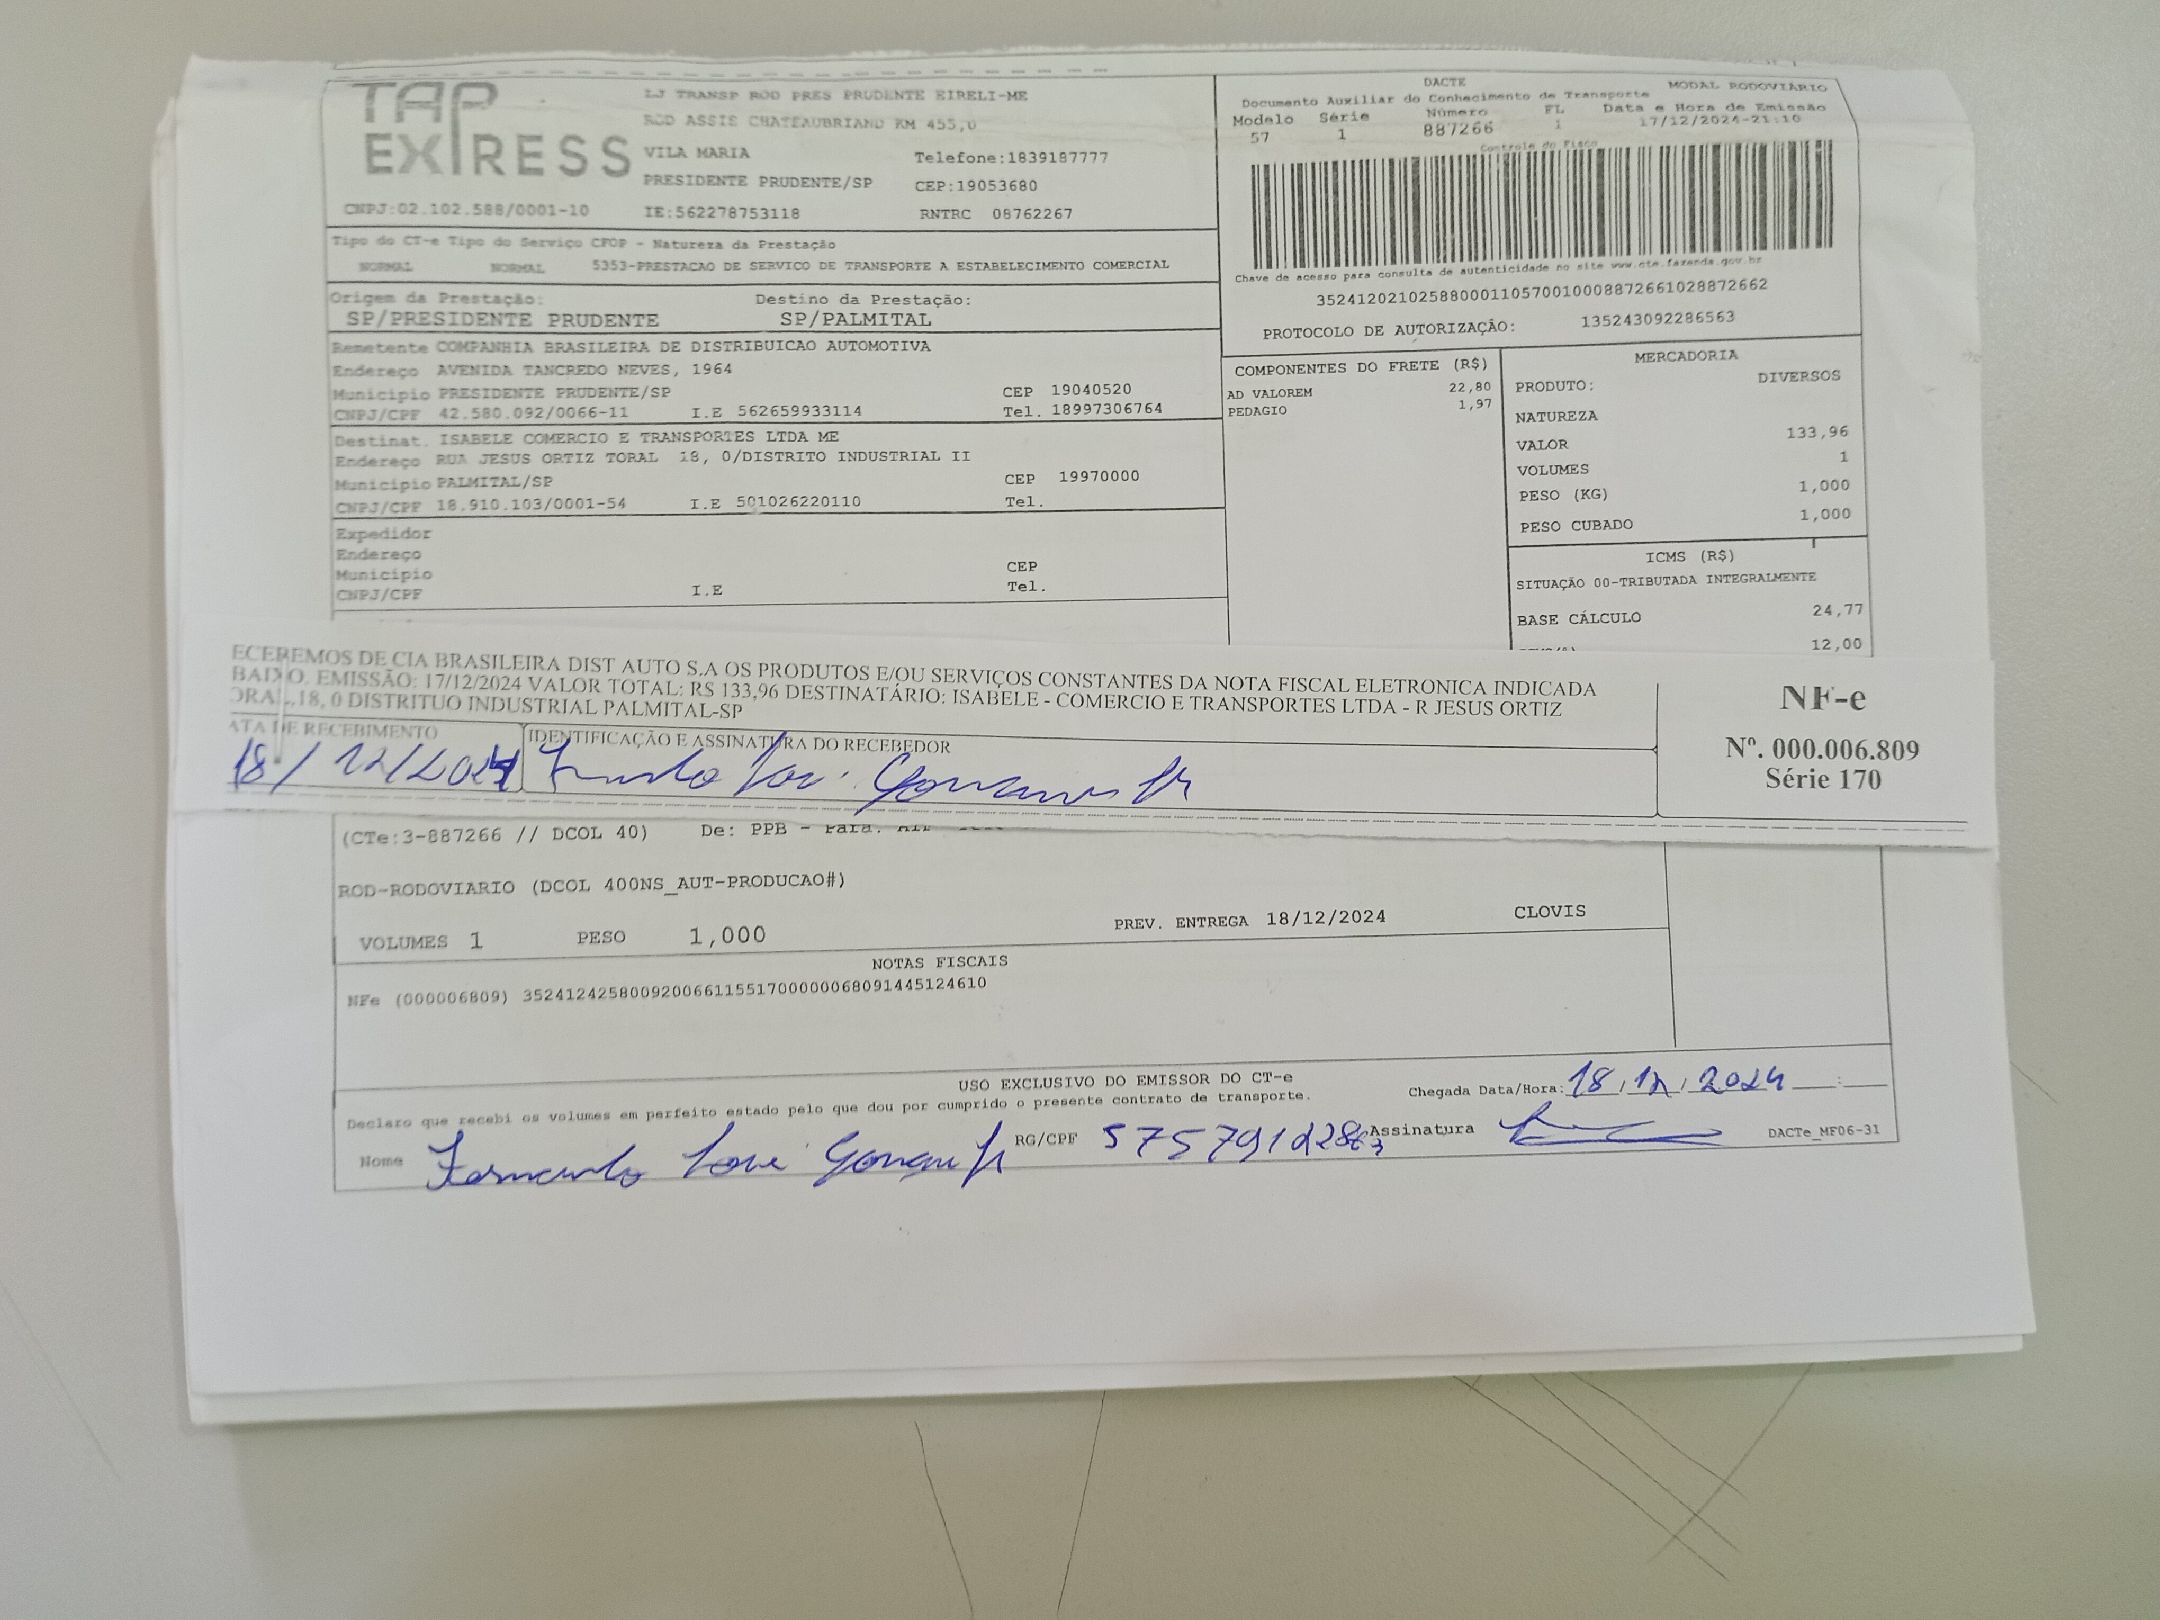 TAP EXPRESS
LJ TRANSP ROD PRES PRUDENTE EIRELI-ME
ROD ASSIS CHATEAUBRIAND KM 455,0
VILA MARIA Telefone:1839187777
PRESIDENTE PRUDENTE/SP CEP:19053680
CNPJ:02.102.588/0001-10 IE:562278753118 RNTRC 08762267
DACTE MODAL RODOVIÁRIO
Documento Auxiliar do Conhecimento de Transporte
Modelo Série Número FL Data e Hora de Emissão
57 1 887266 1 17/12/2024-21:10
Controle do Fisco
Chave de acesso para consulta de autenticidade no site www.cte.fazenda.gov.br
35241202102588000110570010008872661028872662
PROTOCOLO DE AUTORIZAÇÃO: 135243092286563
Tipo do CT-e Tipo do Serviço CFOP - Natureza da Prestação
NORMAL NORMAL 5353-PRESTACAO DE SERVICO DE TRANSPORTE A ESTABELECIMENTO COMERCIAL
Origem da Prestação: Destino da Prestação:
SP/PRESIDENTE PRUDENTE SP/PALMITAL
Remetente COMPANHIA BRASILEIRA DE DISTRIBUICAO AUTOMOTIVA
Endereço AVENIDA TANCREDO NEVES, 1964
Município PRESIDENTE PRUDENTE/SP CEP 19040520
CNPJ/CPF 42.580.092/0066-11 I.E 562659933114 Tel. 18997306764
Destinat. ISABELE COMERCIO E TRANSPORTES LTDA ME
Endereço RUA JESUS ORTIZ TORAL 18, 0/DISTRITO INDUSTRIAL II
Município PALMITAL/SP CEP 19970000
CNPJ/CPF 18.910.103/0001-54 I.E 501026220110 Tel.
Expedidor
Endereço
Município CEP
CNPJ/CPF I.E Tel.
COMPONENTES DO FRETE (R$)
AD VALOREM 22,80
PEDAGIO 1,97
MERCADORIA
PRODUTO: DIVERSOS
NATUREZA
VALOR 133,96
VOLUMES 1
PESO (KG) 1,000
PESO CUBADO 1,000
ICMS (R$)
SITUAÇÃO 00-TRIBUTADA INTEGRALMENTE
BASE CÁLCULO 24,77
12,00
ECEREMOS DE CIA BRASILEIRA DIST AUTO S.A OS PRODUTOS E/OU SERVIÇOS CONSTANTES DA NOTA FISCAL ELETRONICA INDICADA
BAIXO. EMISSÃO: 17/12/2024 VALOR TOTAL: R$ 133,96 DESTINATÁRIO: ISABELE - COMERCIO E TRANSPORTES LTDA - R JESUS ORTIZ
ORAL,18, 0 DISTRITUO INDUSTRIAL PALMITAL-SP
ATA DE RECEBIMENTO IDENTIFICAÇÃO E ASSINATURA DO RECEBEDOR
18/12/2024
NF-e
Nº. 000.006.809
Série 170
(CTe:3-887266 // DCOL 40) De: PPB - Para:
ROD-RODOVIARIO (DCOL 400NS_AUT-PRODUCAO#)
VOLUMES 1 PESO 1,000 PREV. ENTREGA 18/12/2024 CLOVIS
NOTAS FISCAIS
NFe (000006809) 35241242580092006611551700000068091445124610
USO EXCLUSIVO DO EMISSOR DO CT-e
Declaro que recebi os volumes em perfeito estado pelo que dou por cumprido o presente contrato de transporte.
Chegada Data/Hora: 18/12/2024
Nome Fernando RG/CPF Assinatura DACTe_MF06-31